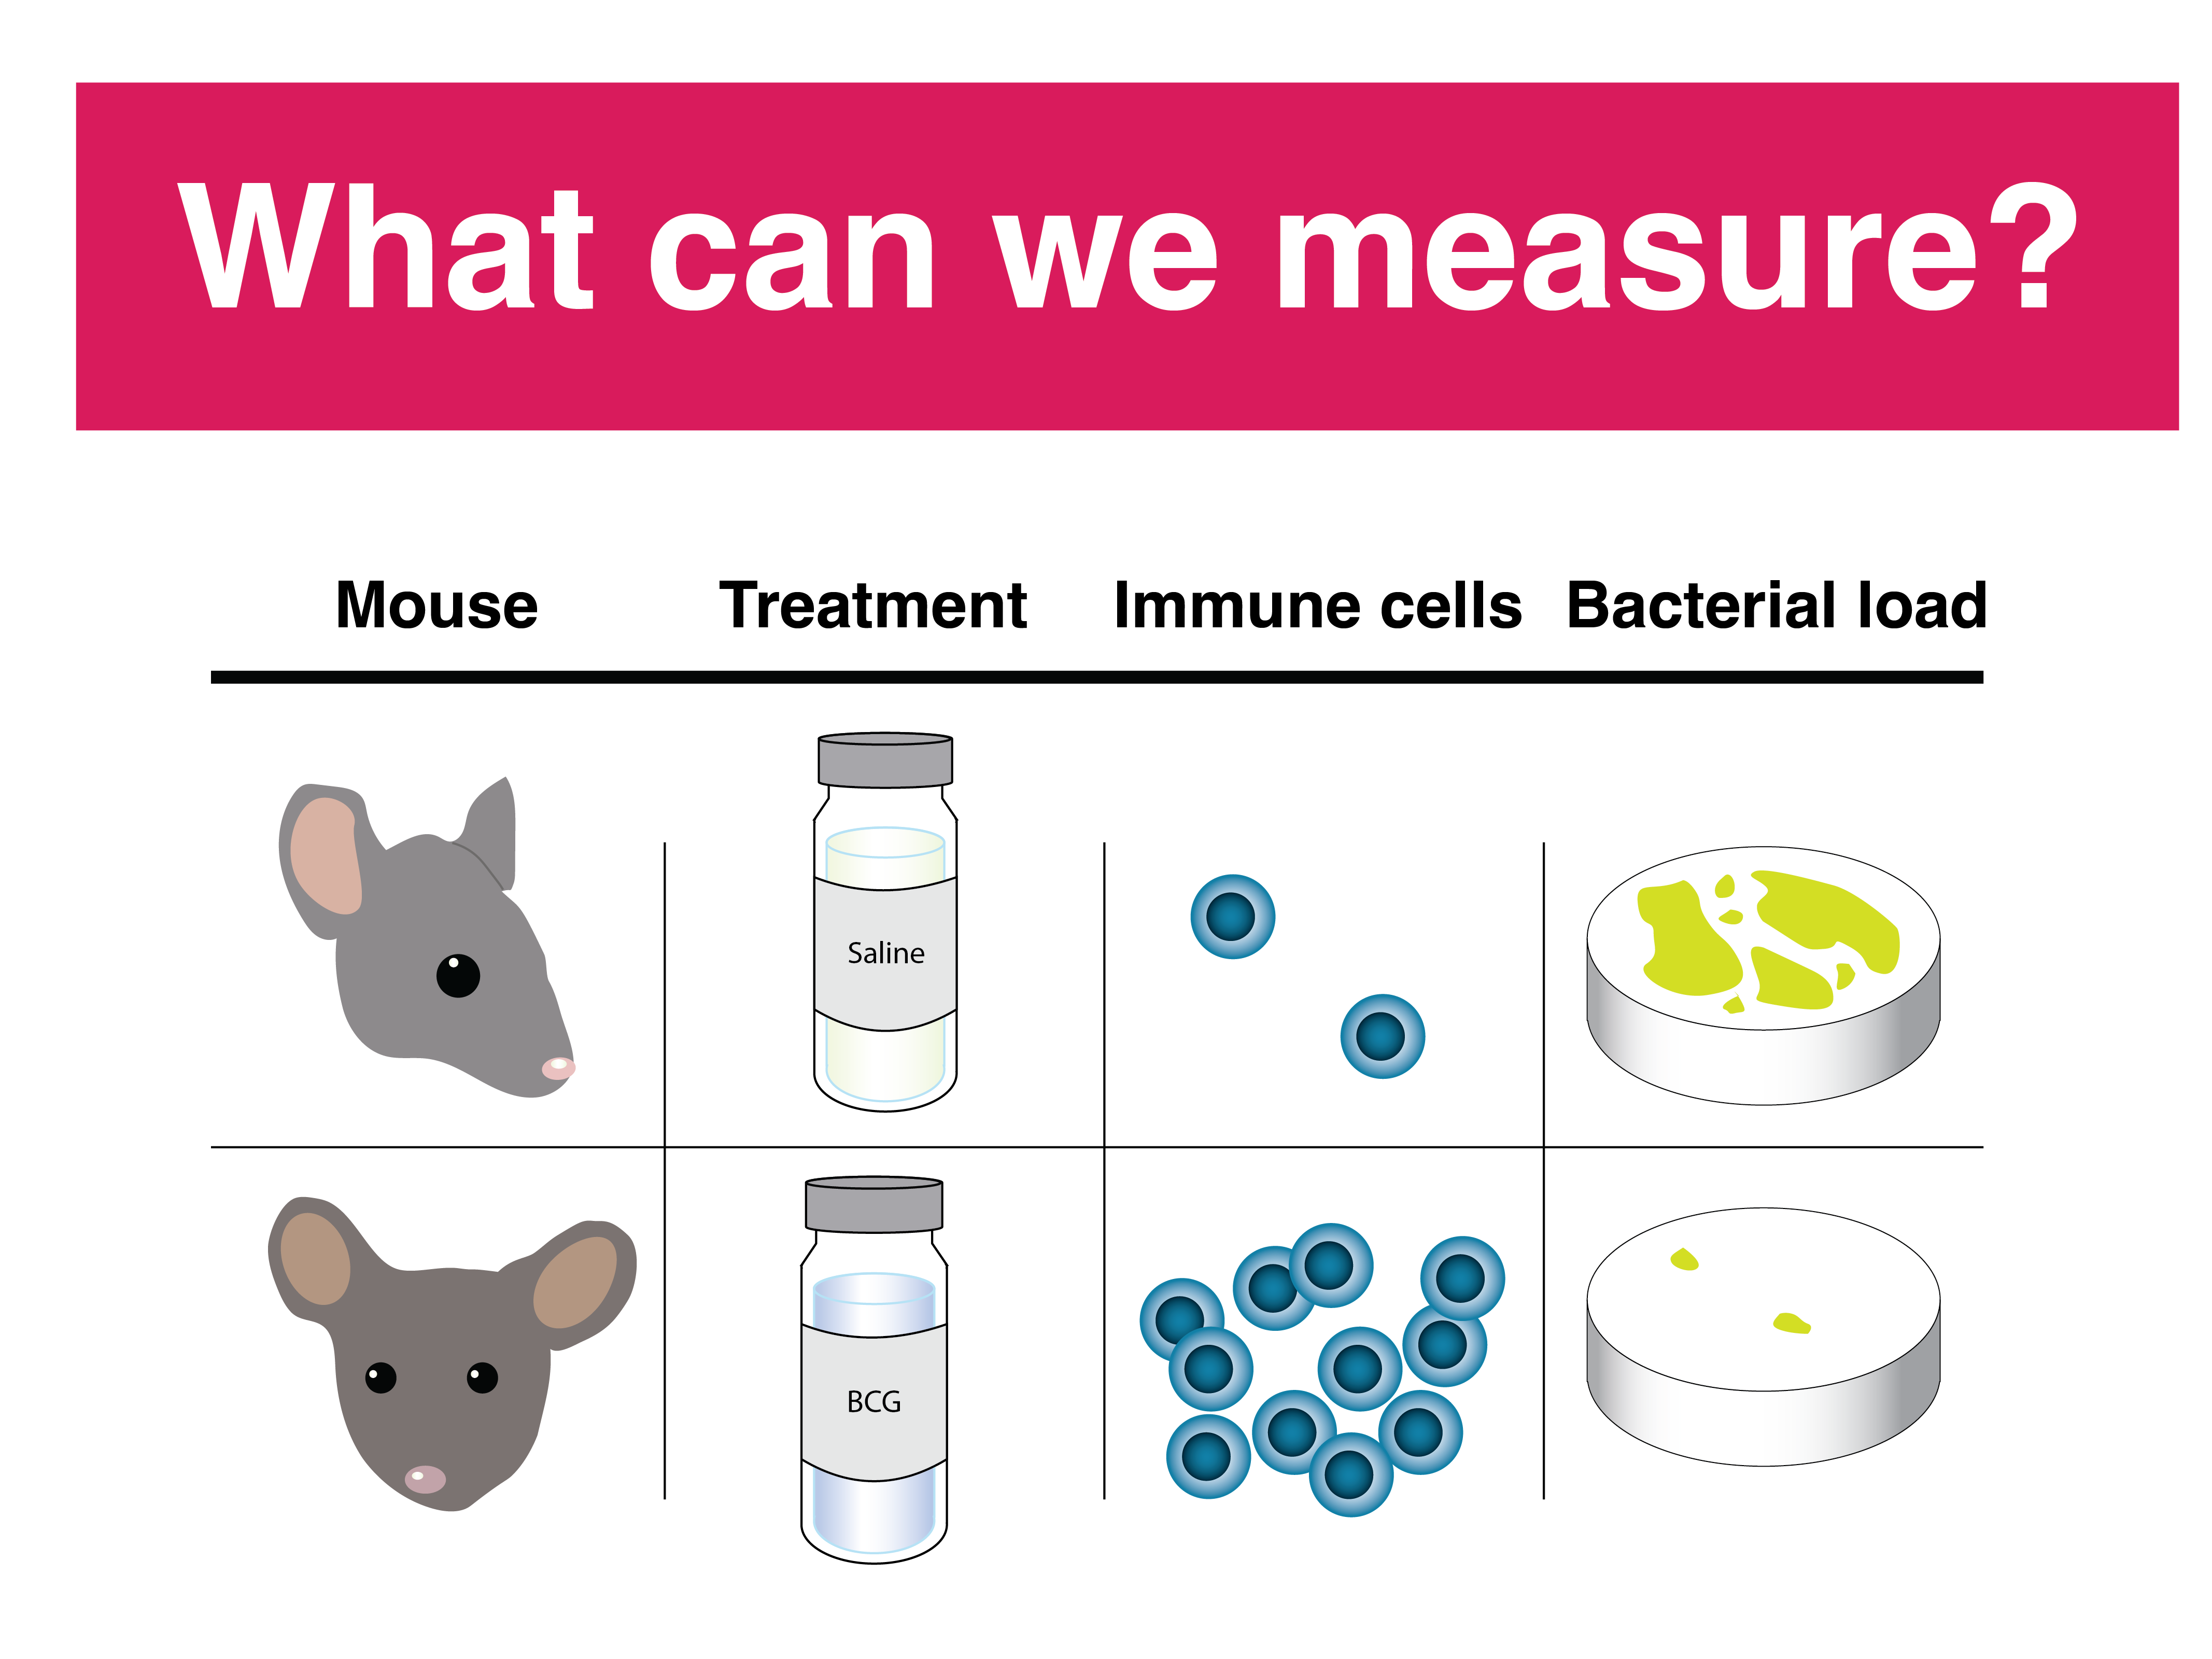 What can we measure?
Mouse Treatment Immune cells Bacterial load
Saline
BCG